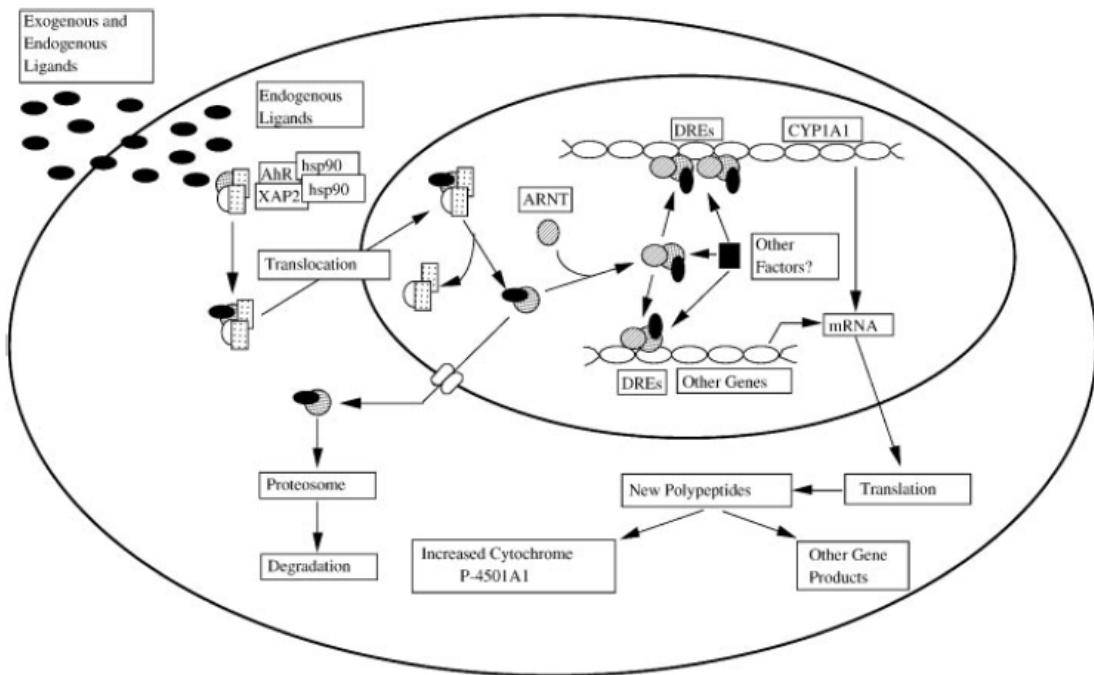 Exogenous and
Endogenous
Ligands
Endogenous
Ligands
AhR
hsp90
XAP2
hsp90
Translocation
ARNT
DREs
CYP1A1
Other
Factors?
mRNA
DREs
Other Genes
Proteosome
Degradation
New Polypeptides
Translation
Increased Cytochrome
P-4501A1
Other Gene
Products